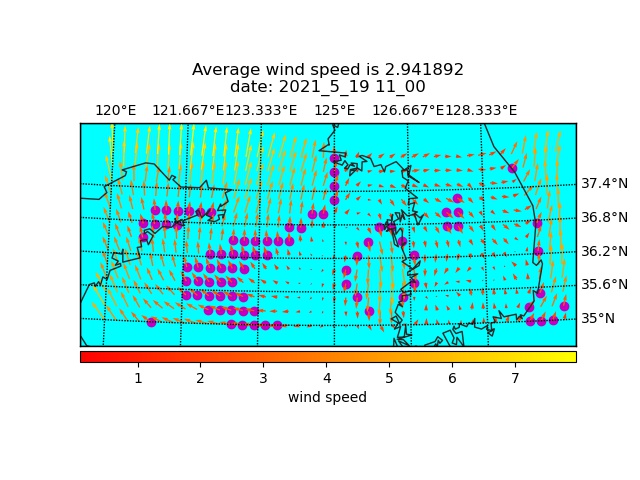 Average wind speed is 2.941892
date: 2021_5_19 11_00
120°E 121.667°E 123.333°E 125°E 126.667°E 128.333°E
37.4°N
36.8°N
36.2°N
35.6°N
35°N
1 2 3 4 5 6 7
wind speed